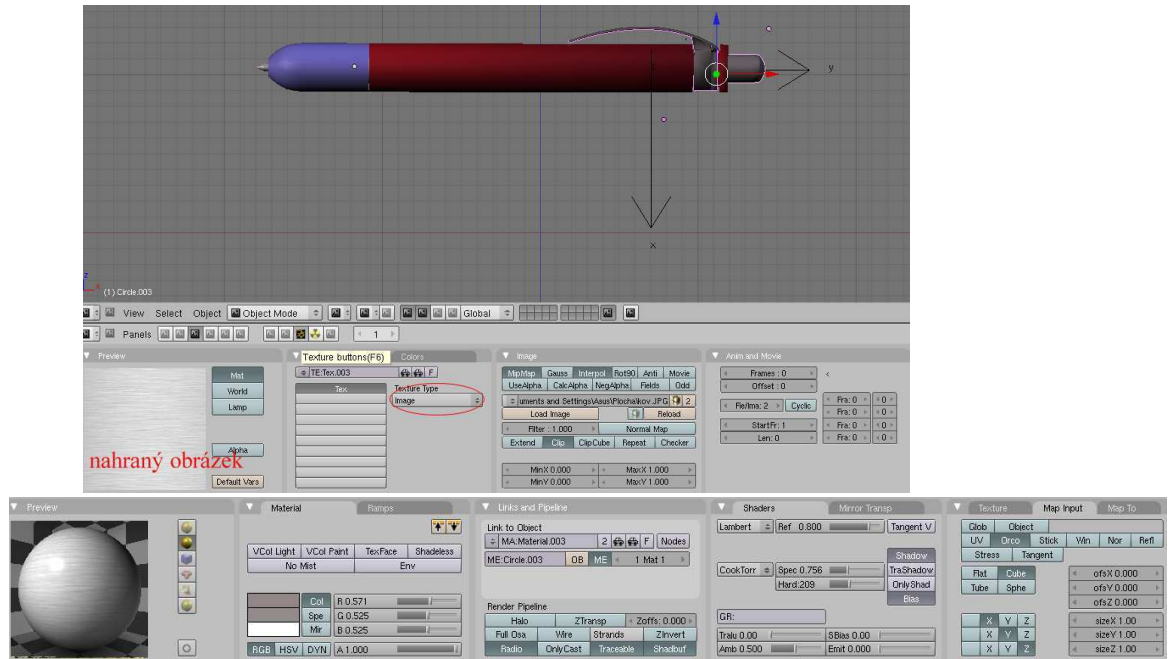 y
x
z
x
(1) Circle.003
View Select Object Object Mode Global
Panels 1
Preview
Texture buttons(F6) Colors
Image
Anim and Movie
Mat
World
Lamp
Alpha
Default Vars
nahraný obrázek
TE:Tex.003 F
Tex
Texture Type
Image
MipMap Gauss Interpol Rot90 Anti Movie
UseAlpha CalcAlpha NegAlpha Fields Odd
uments and Settings\Asus\Plocha\kov.JPG 2
Load Image Reload
Filter : 1.000 Normal Map
Extend Clip ClipCube Repeat Checker
MinX 0.000 MaxX 1.000
MinY 0.000 MaxY 1.000
Frames : 0
Offset : 0
Fie/Ima: 2 Cyclic
StartFr: 1
Len: 0
<
Fra: 0 0
Fra: 0 0
Fra: 0 0
Fra: 0 0
Preview
Material Ramps
VCol Light VCol Paint TexFace Shadeless
No Mist Env
Col R 0.571
Spe G 0.525
Mir B 0.525
RGB HSV DYN A 1.000
Links and Pipeline
Link to Object
MA:Material.003 2 F Nodes
ME:Circle.003 OB ME 1 Mat 1
Render Pipeline
Halo ZTransp Zoffs: 0.000
Full Osa Wire Strands ZInvert
Radio OnlyCast Traceable Shadbuf
Shaders Mirror Transp
Lambert Ref 0.800 Tangent V
Shadow
CookTorr Spec 0.756 TraShadow
Hard:209 OnlyShad
Bias
GR:
Tralu 0.00 SBias 0.00
Amb 0.500 Emit 0.000
Texture Map Input Map To
Glob Object
UV Orco Stick Win Nor Refl
Stress Tangent
Flat Cube ofsX 0.000
Tube Sphe ofsY 0.000
ofsZ 0.000
X Y Z sizeX 1.00
X Y Z sizeY 1.00
X Y Z sizeZ 1.00